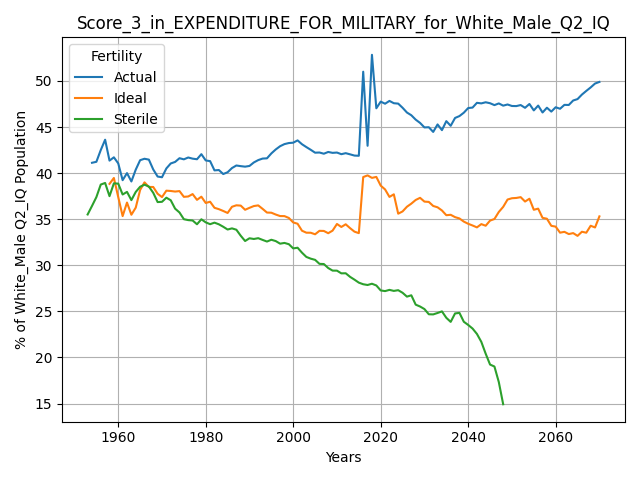 Score_3_in_EXPENDITURE_FOR_MILITARY_for_White_Male_Q2_IQ
Fertility
Actual
Ideal
Sterile
% of White_Male Q2_IQ Population
50
45
40
35
30
25
20
15
1960 1980 2000 2020 2040 2060
Years